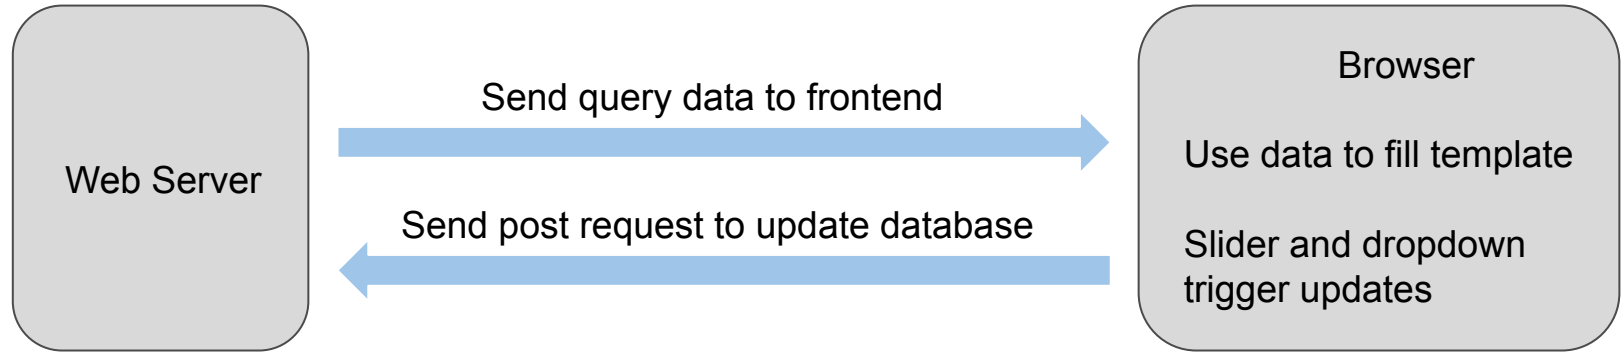 Web Server
Send query data to frontend
Send post request to update database
Browser
Use data to fill template
Slider and dropdown
trigger updates